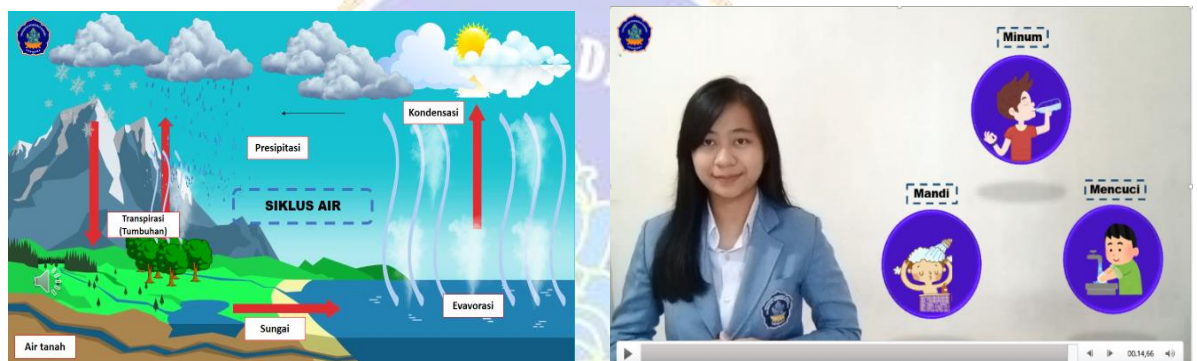 Kondensasi
Presipitasi
SIKLUS AIR
Transpirasi
(Tumbuhan)
Evavorasi
Sungai
Air tanah
Minum
Mandi
Mencuci
00.14,66